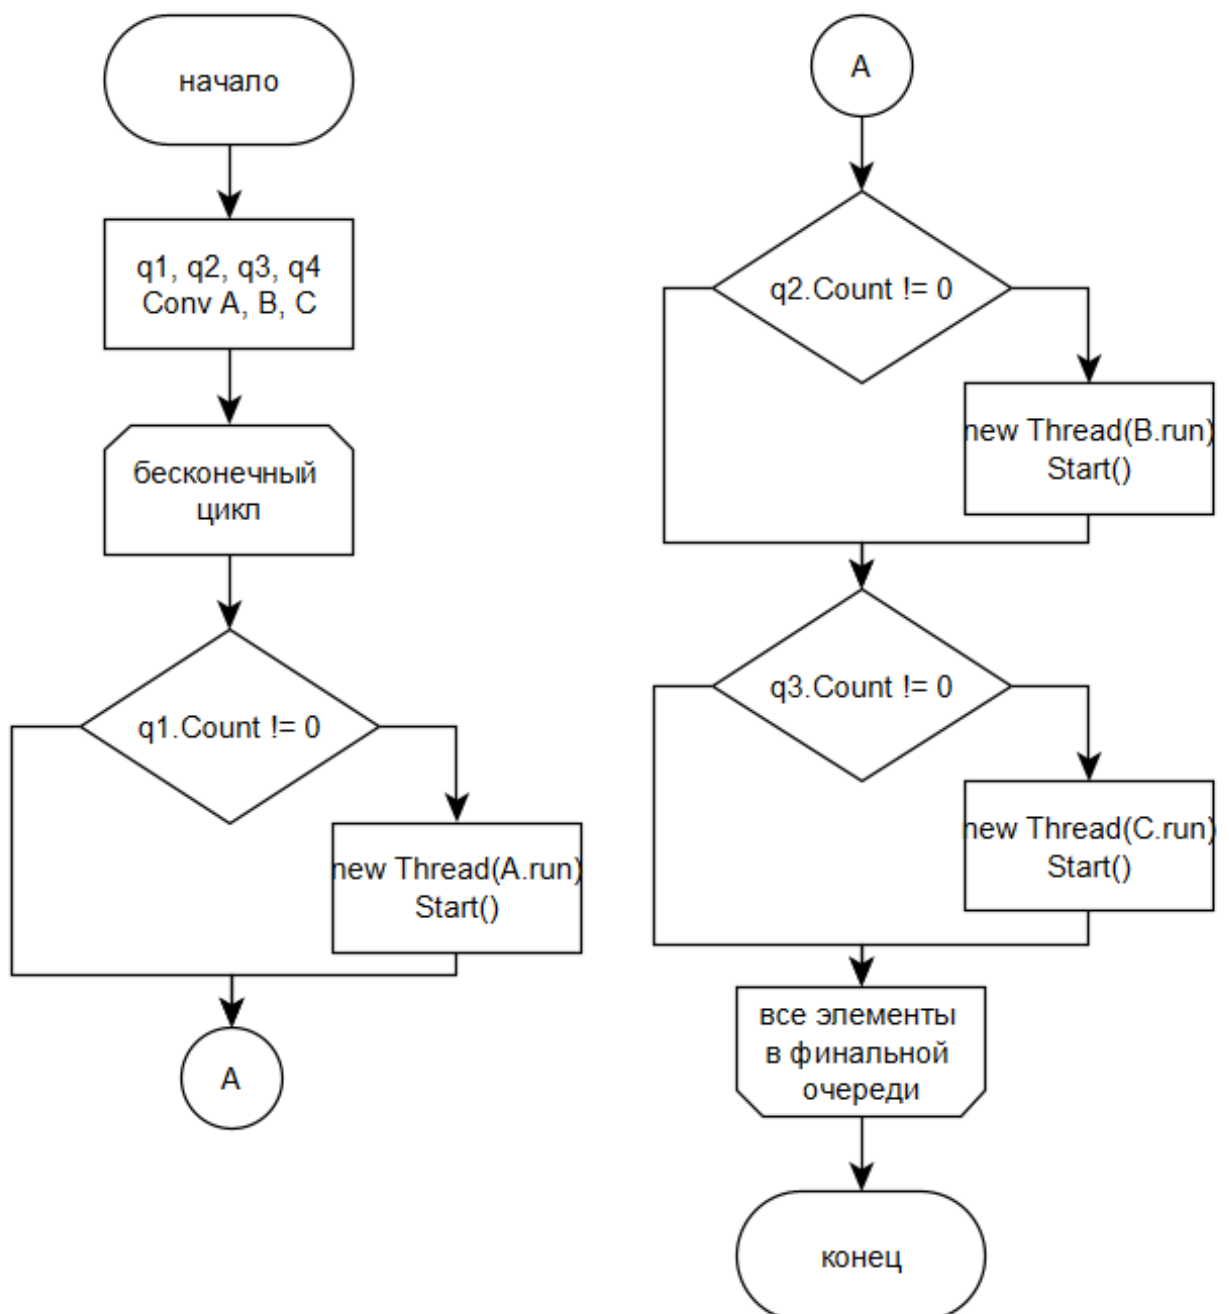 начало
q1, q2, q3, q4
Conv A, B, C
бесконечный
цикл
q1.Count != 0
new Thread(A.run)
Start()
A
A
q2.Count != 0
new Thread(B.run)
Start()
q3.Count != 0
new Thread(C.run)
Start()
все элементы
в финальной
очереди
конец